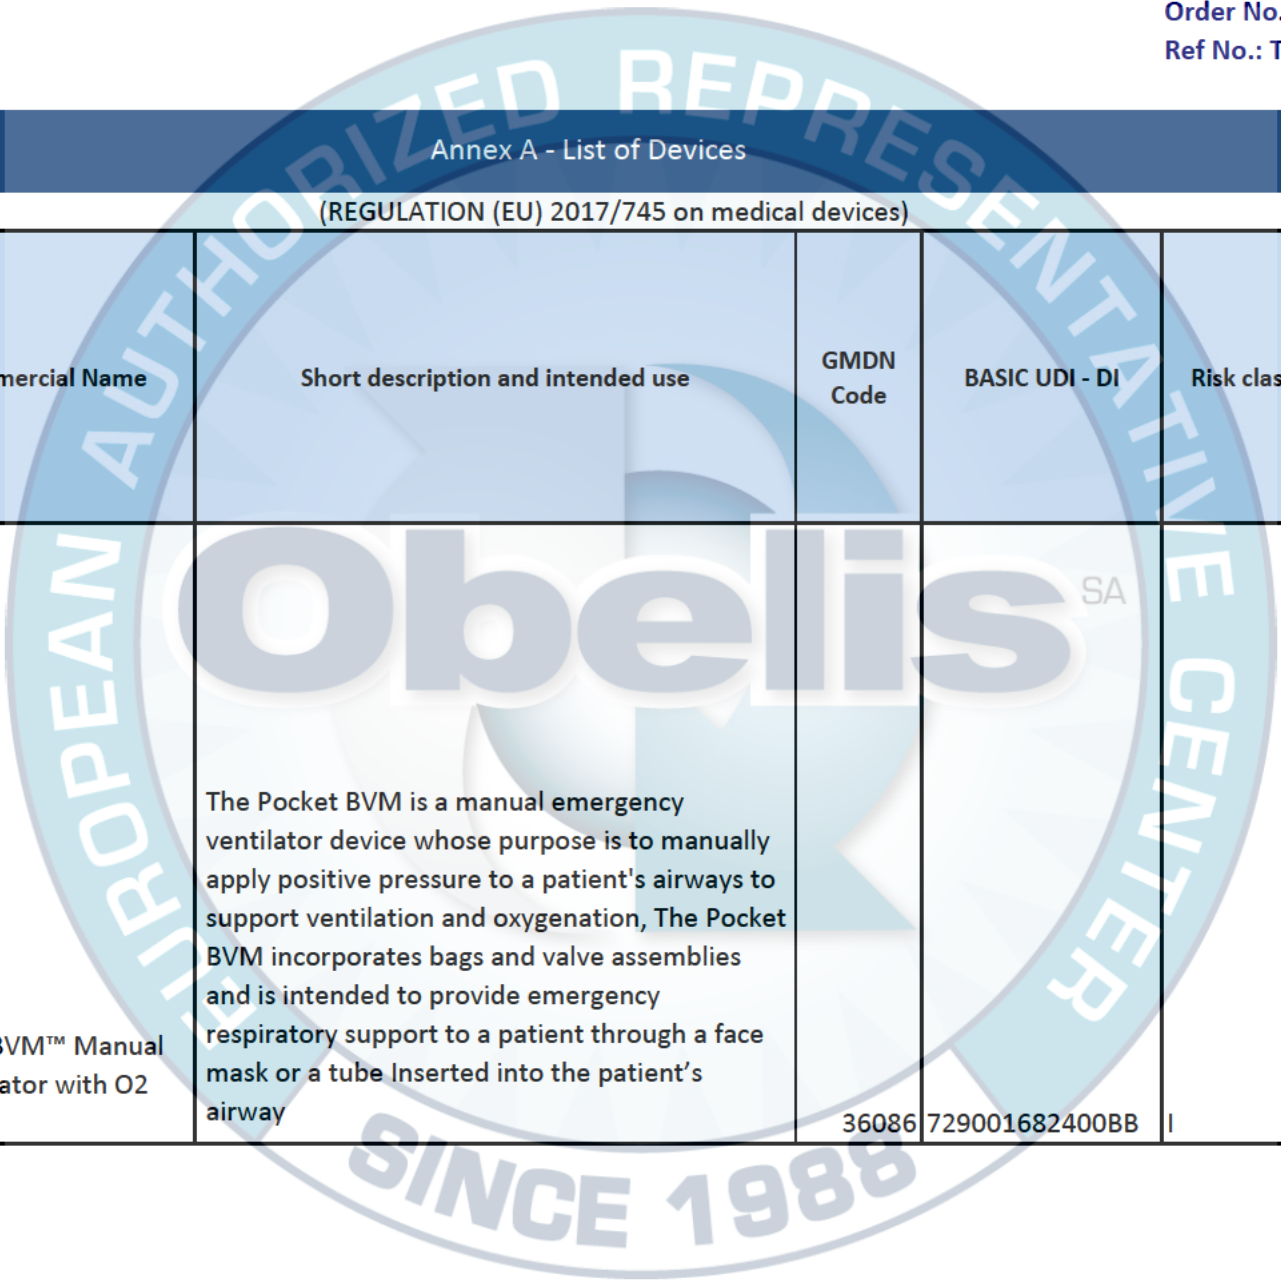 Order No.
Ref No.: T
Annex A - List of Devices
(REGULATION (EU) 2017/745 on medical devices)
mercial Name
Short description and intended use
GMDN
Code
BASIC UDI - DI
Risk clas
The Pocket BVM is a manual emergency
ventilator device whose purpose is to manually
apply positive pressure to a patient's airways to
support ventilation and oxygenation, The Pocket
BVM incorporates bags and valve assemblies
and is intended to provide emergency
respiratory support to a patient through a face
mask or a tube Inserted into the patient’s
airway
BVM™ Manual
ator with O2
36086
729001682400BB
I
EUROPEAN AUTHORIZED REPRESENTATIVE CENTER
Obelis SA
SINCE 1988